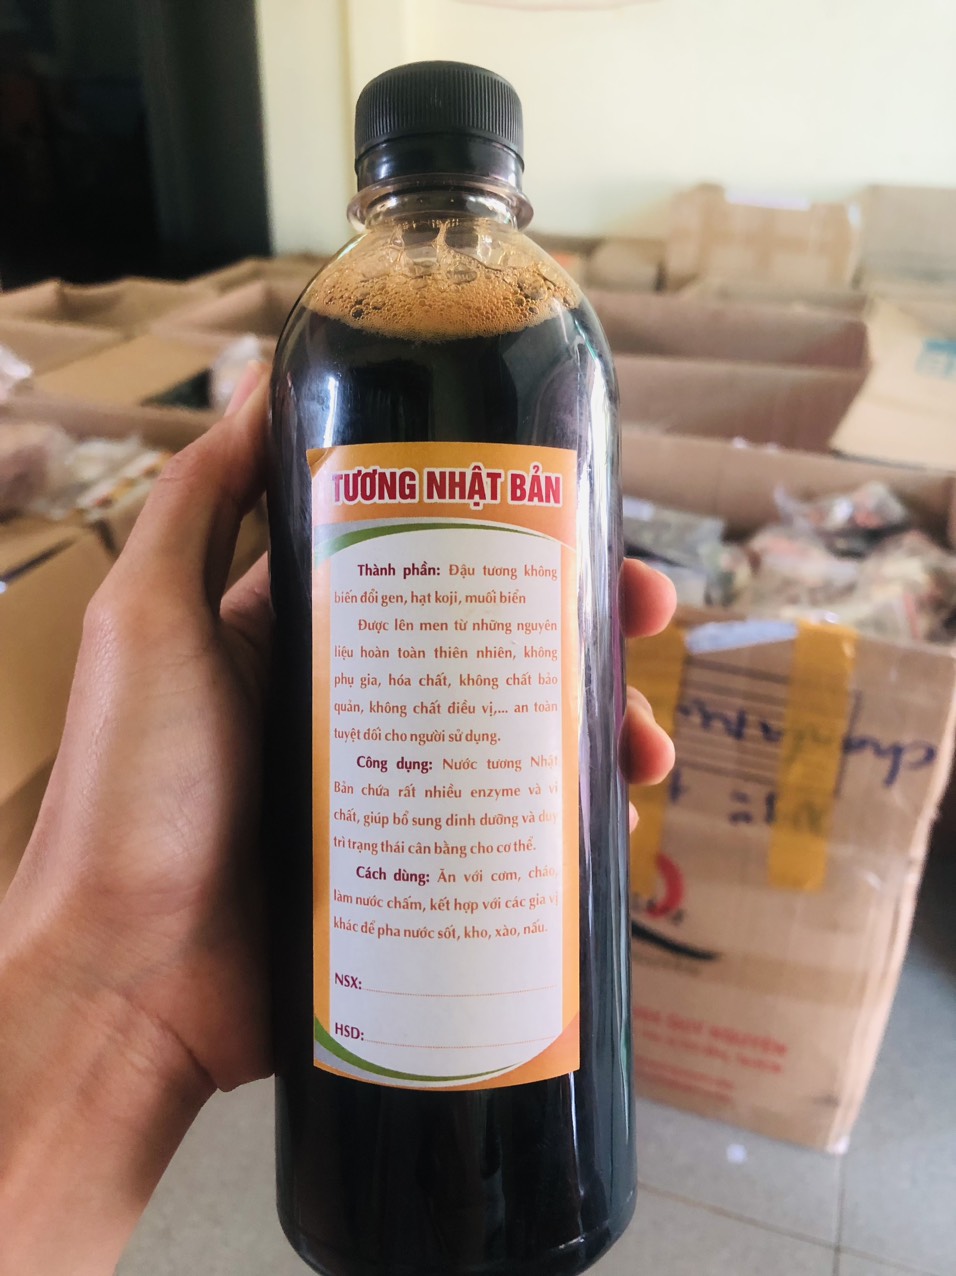 TƯƠNG NHẬT BẢN
Thành phần: Đậu tương không
biến đổi gen, hạt koji, muối biển
Được lên men từ những nguyên
liệu hoàn toàn thiên nhiên, không
phụ gia, hóa chất, không chất bảo
quản, không chất điều vị,... an toàn
tuyệt đối cho người sử dụng.
Công dụng: Nước tương Nhật
Bản chứa rất nhiều enzyme và vi
chất, giúp bổ sung dinh dưỡng và duy
trì trạng thái cân bằng cho cơ thể.
Cách dùng: Ăn với cơm, cháo,
làm nước chấm, kết hợp với các gia vị
khác để pha nước sốt, kho, xào, nấu.
NSX:
HSD: